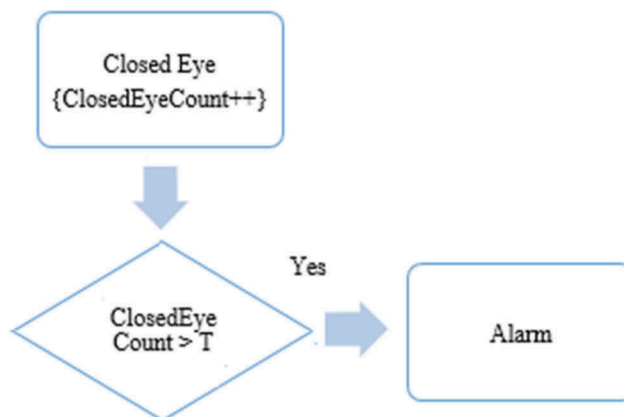 Closed Eye
{ClosedEyeCount++}
Yes
ClosedEye
Count > T
Alarm